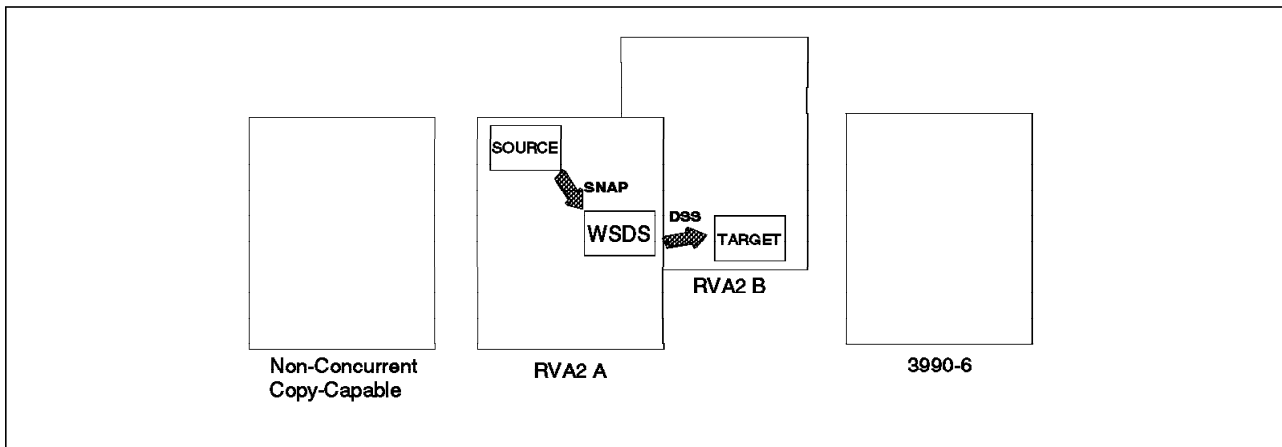 SOURCE
SNAP
WSDS
DSS
TARGET
RVA2 B
Non-Concurrent
Copy-Capable
RVA2 A
3990-6